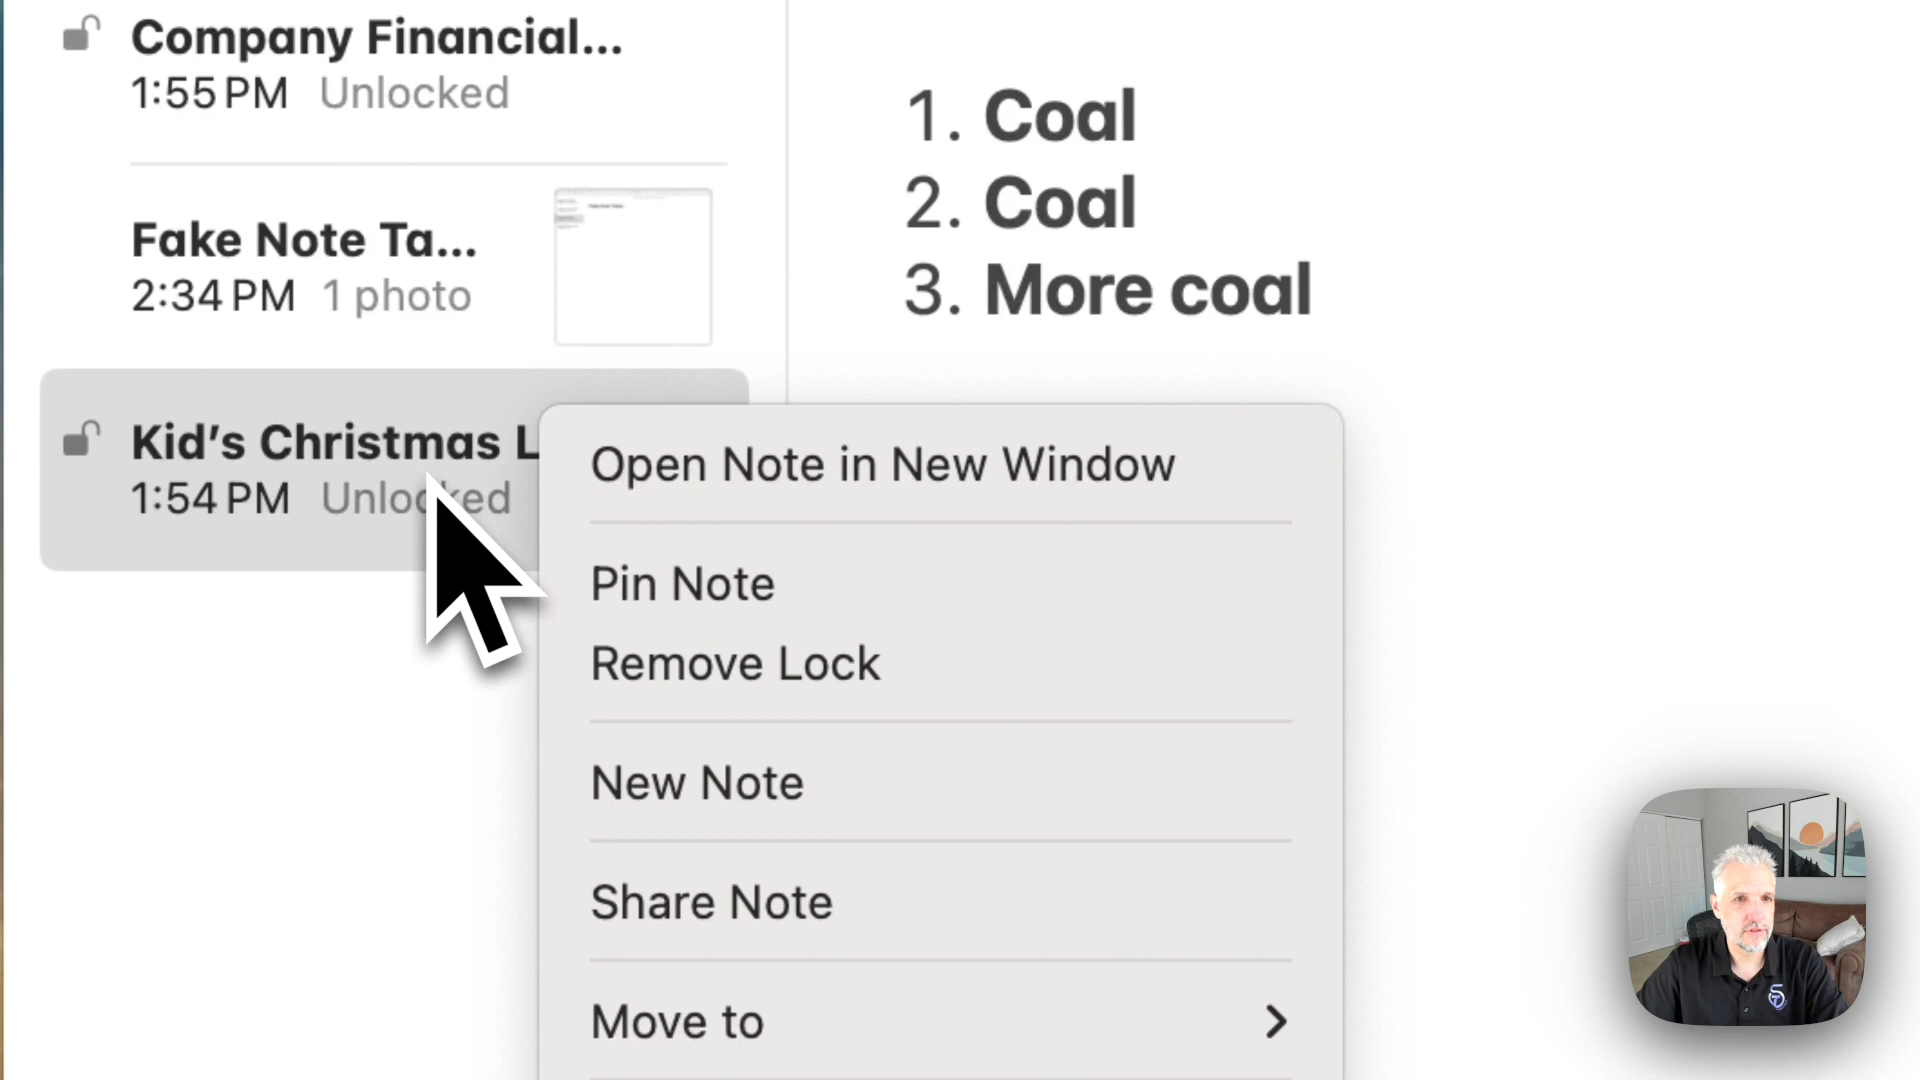 Company Financial...
1:55 PM Unlocked
Fake Note Ta...
2:34 PM 1 photo
Kid's Christmas L
1:54 PM Unlocked
1. Coal
2. Coal
3. More coal
Open Note in New Window
Pin Note
Remove Lock
New Note
Share Note
Move to